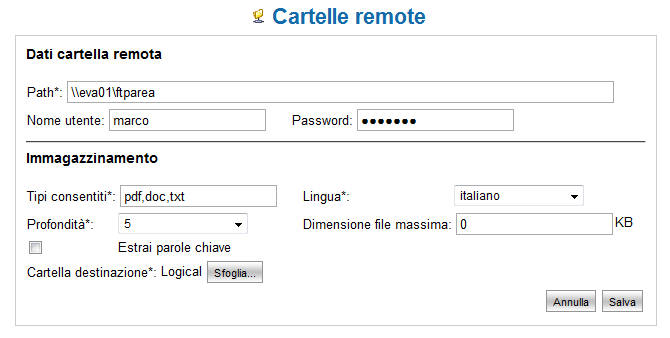 Cartelle remote
Dati cartella remota
Path*: \\eva01\ftparea
Nome utente: marco Password: ●●●●●●●
Immagazzinamento
Tipi consentiti*: pdf,doc,txt Lingua*: italiano
Profondità*: 5 Dimensione file massima: 0 KB
Estrai parole chiave
Cartella destinazione*: Logical Sfoglia...
Annulla Salva